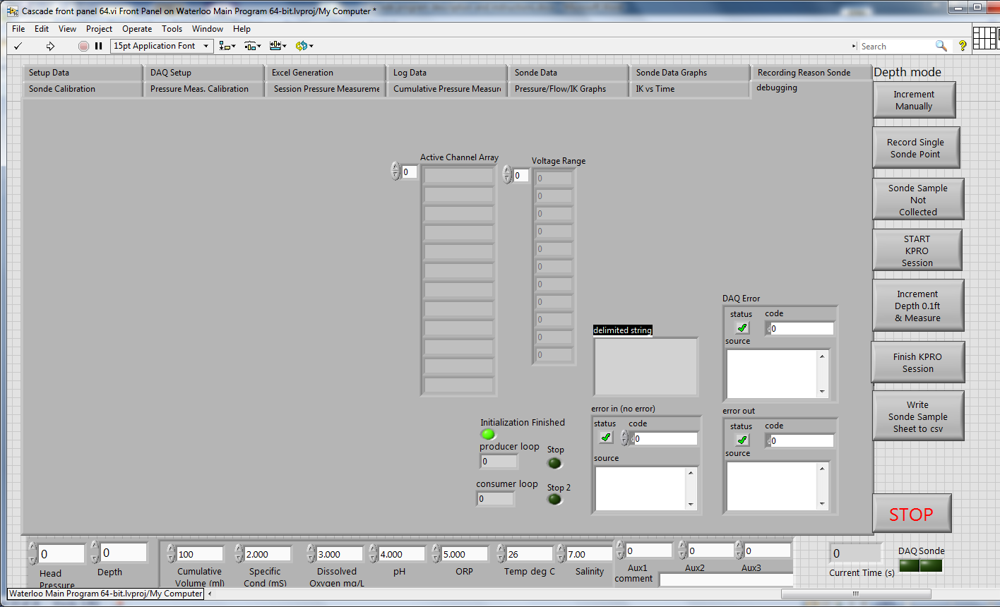 Cascade front panel 64.vi Front Panel on Waterloo Main Program 64-bit.lvproj/My Computer *
File Edit View Project Operate Tools Window Help
15pt Application Font
Search
Setup Data DAQ Setup Excel Generation Log Data Sonde Data Sonde Data Graphs Recording Reason Sonde
Sonde Calibration Pressure Meas. Calibration Session Pressure Measureme Cumulative Pressure Measur Pressure/Flow/IK Graphs IK vs Time debugging
Depth mode
Increment
Manually
Record Single
Sonde Point
Sonde Sample
Not
Collected
START
KPRO
Session
Increment
Depth 0.1ft
& Measure
Finish KPRO
Session
Write
Sonde Sample
Sheet to csv
STOP
Active Channel Array
0
Voltage Range
0
0
0
0
0
0
0
0
0
0
0
0
delimited string
DAQ Error
status code
d0
source
error in (no error)
status code
d0
source
error out
status code
d0
source
Initialization Finished
producer loop Stop
0
consumer loop Stop 2
0
0 0 100 2.000 3.000 4.000 5.000 26 7.00 0 0 0
Head
Pressure
Depth
Cumulative
Volume (ml)
Specific
Cond (mS)
Dissolved
Oxygen mg/L
pH
ORP
Temp deg C
Salinity
Aux1 Aux2 Aux3
comment
0
Current Time (s)
DAQ Sonde
Waterloo Main Program 64-bit.lvproj/My Computer